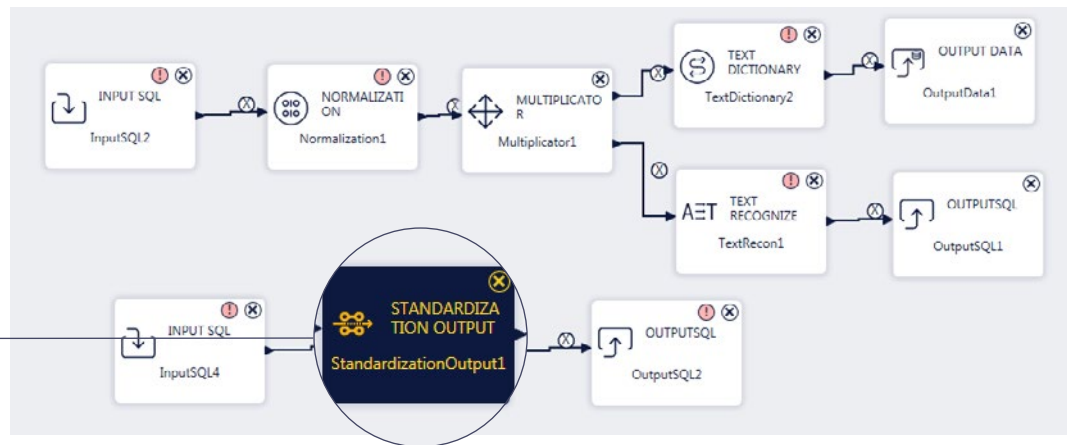 INPUT SQL
InputSQL2
NORMALIZATI
ON
Normalization1
MULTIPLICATO
R
Multiplicator1
TEXT
DICTIONARY
TextDictionary2
OUTPUT DATA
OutputData1
AET TEXT
RECOGNIZE
TextRecon1
OUTPUTSQL
OutputSQL1
INPUT SQL
InputSQL4
STANDARDIZA
TION OUTPUT
StandardizationOutput1
OUTPUTSQL
OutputSQL2